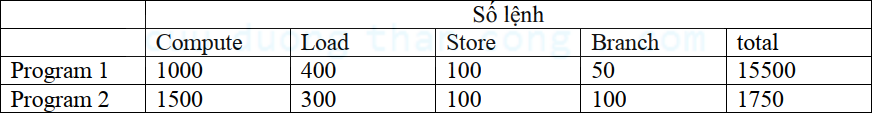 Số lệnh
Compute Load Store Branch total
Program 1 1000 400 100 50 15500
Program 2 1500 300 100 100 1750